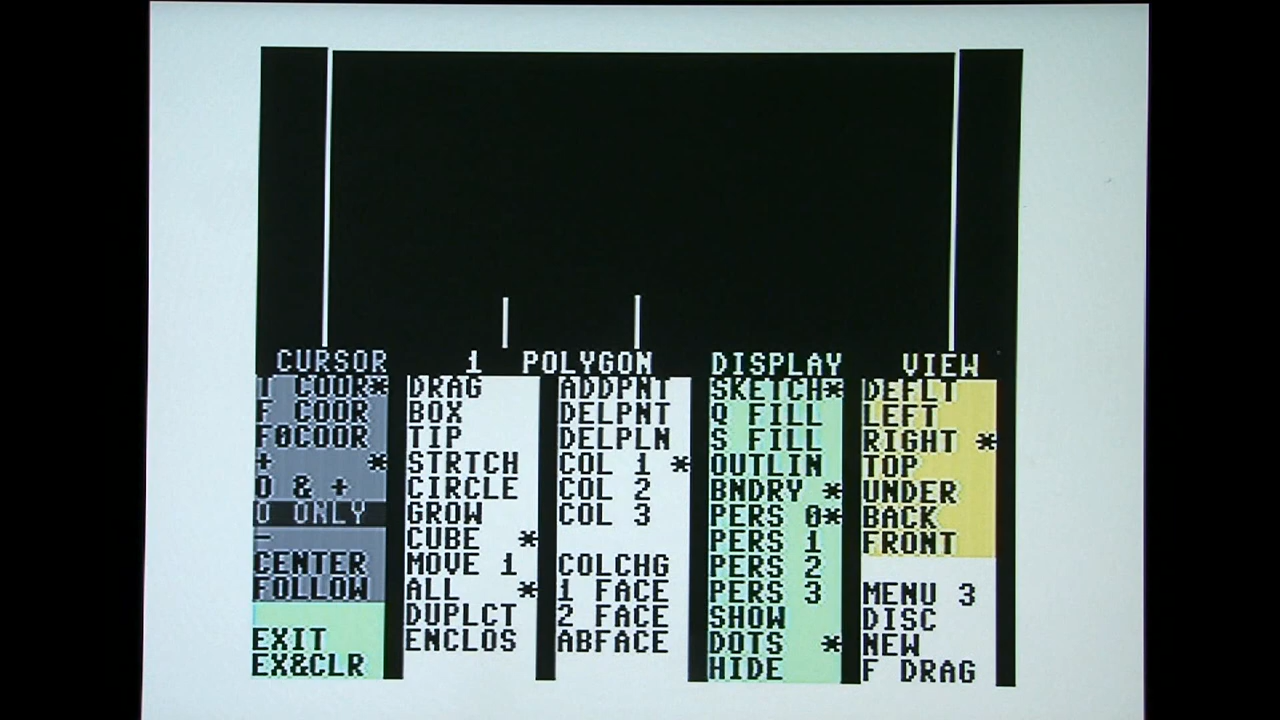 CURSOR 1 POLYGON DISPLAY VIEW
T COOR* DRAG ADDPNT SKETCH* DEFLT
F COOR BOX DELPNT Q FILL LEFT
F0COOR TIP DELPLN S FILL RIGHT *
+ * STRTCH COL 1 * OUTLIN TOP
O & + CIRCLE COL 2 BNDRY * UNDER
O ONLY GROW COL 3 PERS 0* BACK
- CUBE * PERS 1 FRONT
CENTER MOVE 1 COLCHG PERS 2
FOLLOW ALL * 1 FACE PERS 3 MENU 3
DUPLCT 2 FACE SHOW DISC
EXIT ENCLOS ABFACE DOTS * NEW
EX&CLR HIDE F DRAG